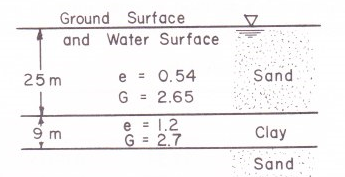 Ground Surface
and Water Surface
25 m
e = 0.54
G = 2.65
Sand
9 m
e = 1.2
G = 2.7
Clay
Sand